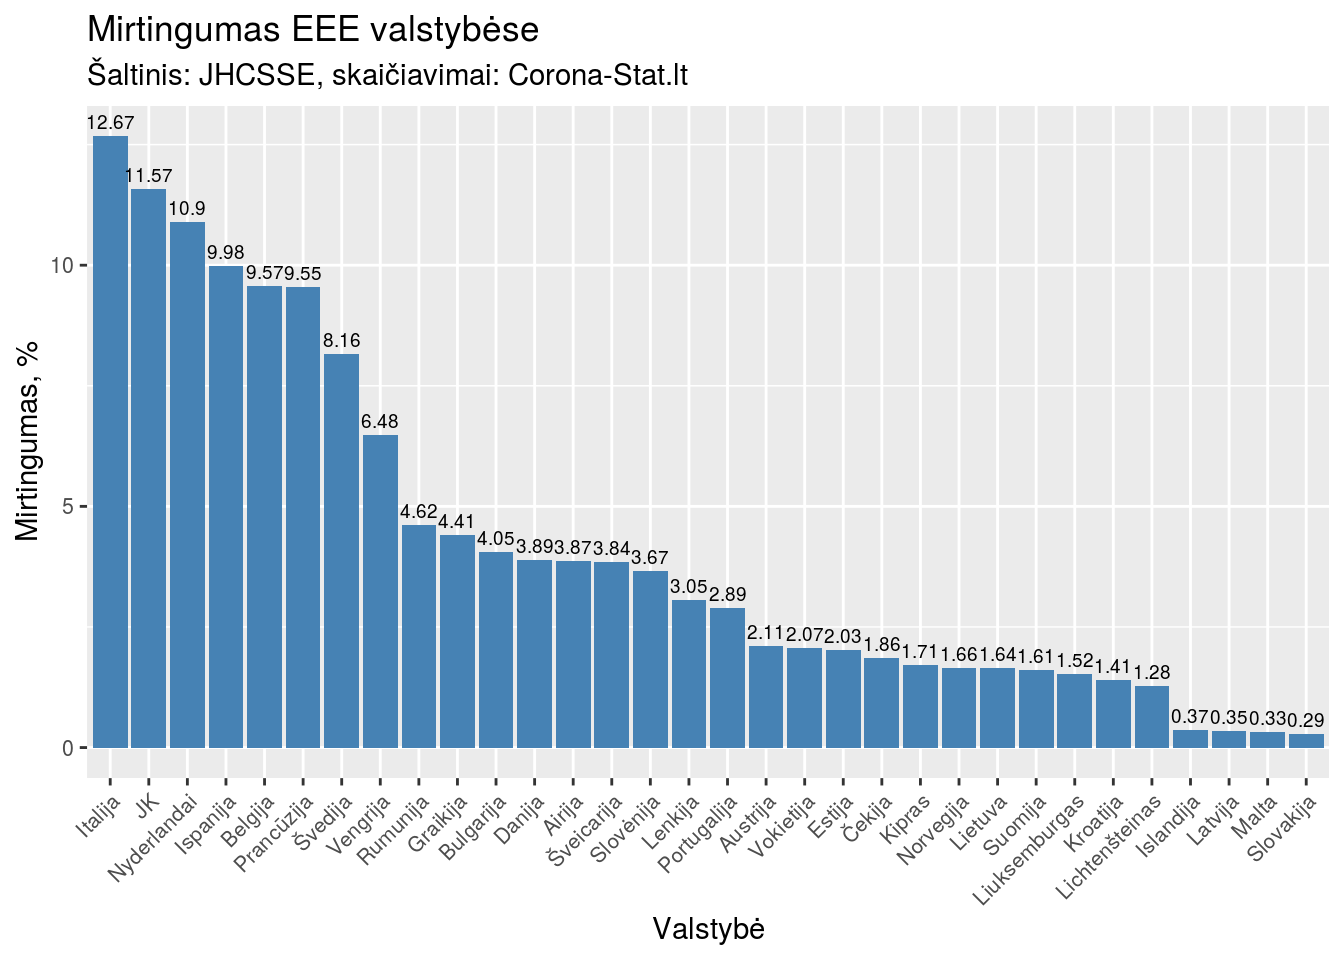 Mirtingumas EEE valstybėse
Šaltinis: JHCSSE, skaičiavimai: Corona-Stat.lt
Mirtingumas, %
10
5
0
12.67
11.57
10.9
9.98
9.57
9.55
8.16
6.48
4.62
4.41
4.05
3.89
3.87
3.84
3.67
3.05
2.89
2.11
2.07
2.03
1.86
1.71
1.66
1.64
1.61
1.52
1.41
1.28
0.37
0.35
0.33
0.29
Italija
JK
Nyderlandai
Ispanija
Belgija
Prancūzija
Švedija
Vengrija
Rumunija
Graikija
Bulgarija
Danija
Airija
Šveicarija
Slovėnija
Lenkija
Portugalija
Austrija
Vokietija
Estija
Čekija
Kipras
Norvegija
Lietuva
Suomija
Liuksemburgas
Kroatija
Lichtenšteinas
Islandija
Latvija
Malta
Slovakija
Valstybė